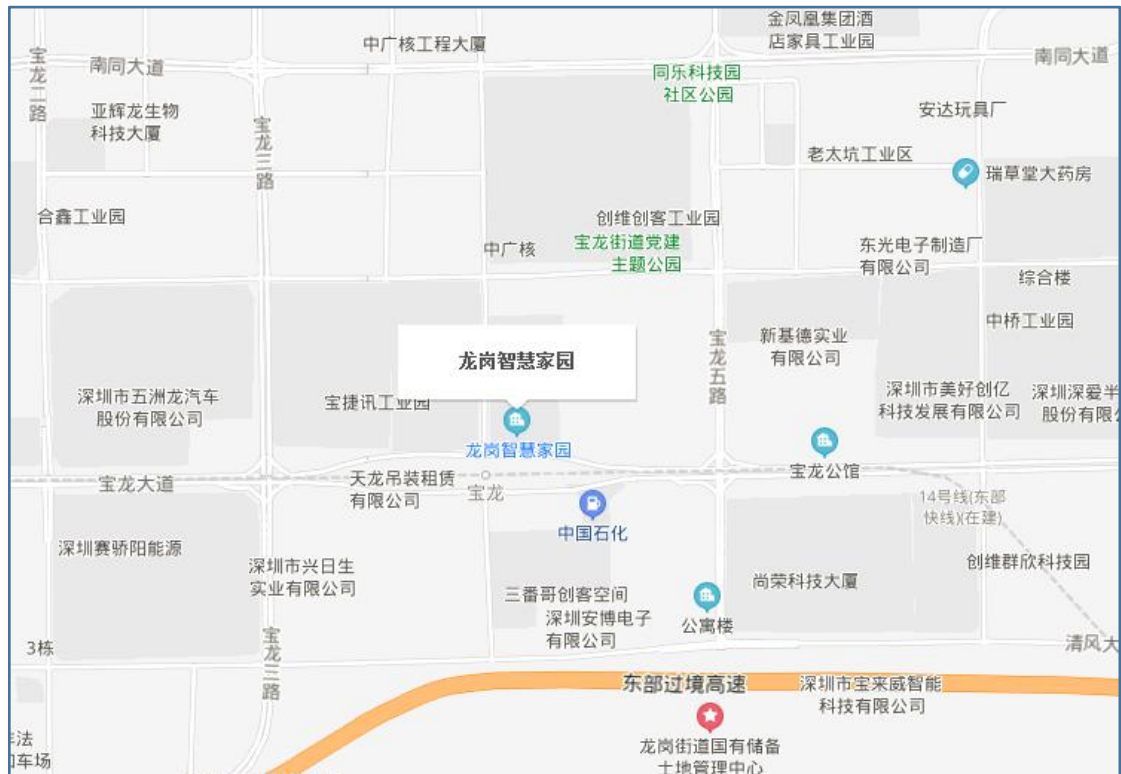 金凤凰集团酒
店家具工业园
中广核工程大厦
宝龙二路
南同大道
南同大道
同乐科技园
社区公园
亚辉龙生物
科技大厦
安达玩具厂
宝龙三路
老太坑工业区
瑞草堂大药房
合鑫工业园
创维创客工业园
中广核
宝龙街道党建
主题公园
东光电子制造厂
有限公司
综合楼
中桥工业园
新基德实业
有限公司
宝龙五路
龙岗智慧家园
深圳市五洲龙汽车
股份有限公司
宝捷讯工业园
深圳市美好创亿
科技发展有限公司
深圳深爱半
股份有限公
龙岗智慧家园
宝龙公馆
宝龙大道
天龙吊装租赁
有限公司
宝龙
14号线(东部
快线)(在建)
中国石化
深圳赛骄阳能源
深圳市兴日生
实业有限公司
创维群欣科技园
尚荣科技大厦
三番哥创客空间
深圳安博电子
有限公司
公寓楼
3栋
宝龙三路
清风大
东部过境高速
深圳市宝来威智能
科技有限公司
龙岗街道国有储备
土地管理中心
法
车场